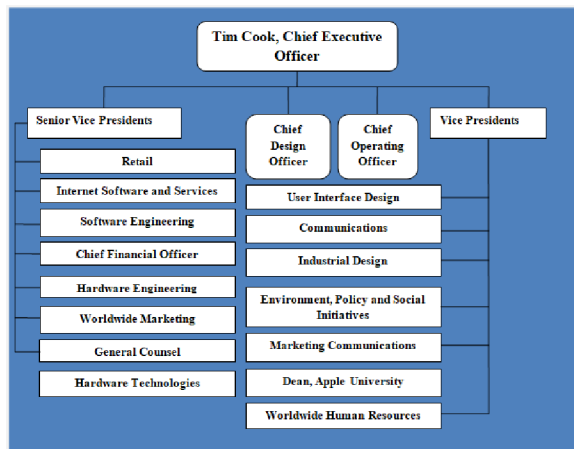 Tim Cook, Chief Executive
Officer
Senior Vice Presidents
Retail
Internet Software and Services
Software Engineering
Chief Financial Officer
Hardware Engineering
Worldwide Marketing
General Counsel
Hardware Technologies
Chief
Design
Officer
Chief
Operating
Officer
Vice Presidents
User Interface Design
Communications
Industrial Design
Environment, Policy and Social
Initiatives
Marketing Communications
Dean, Apple University
Worldwide Human Resources